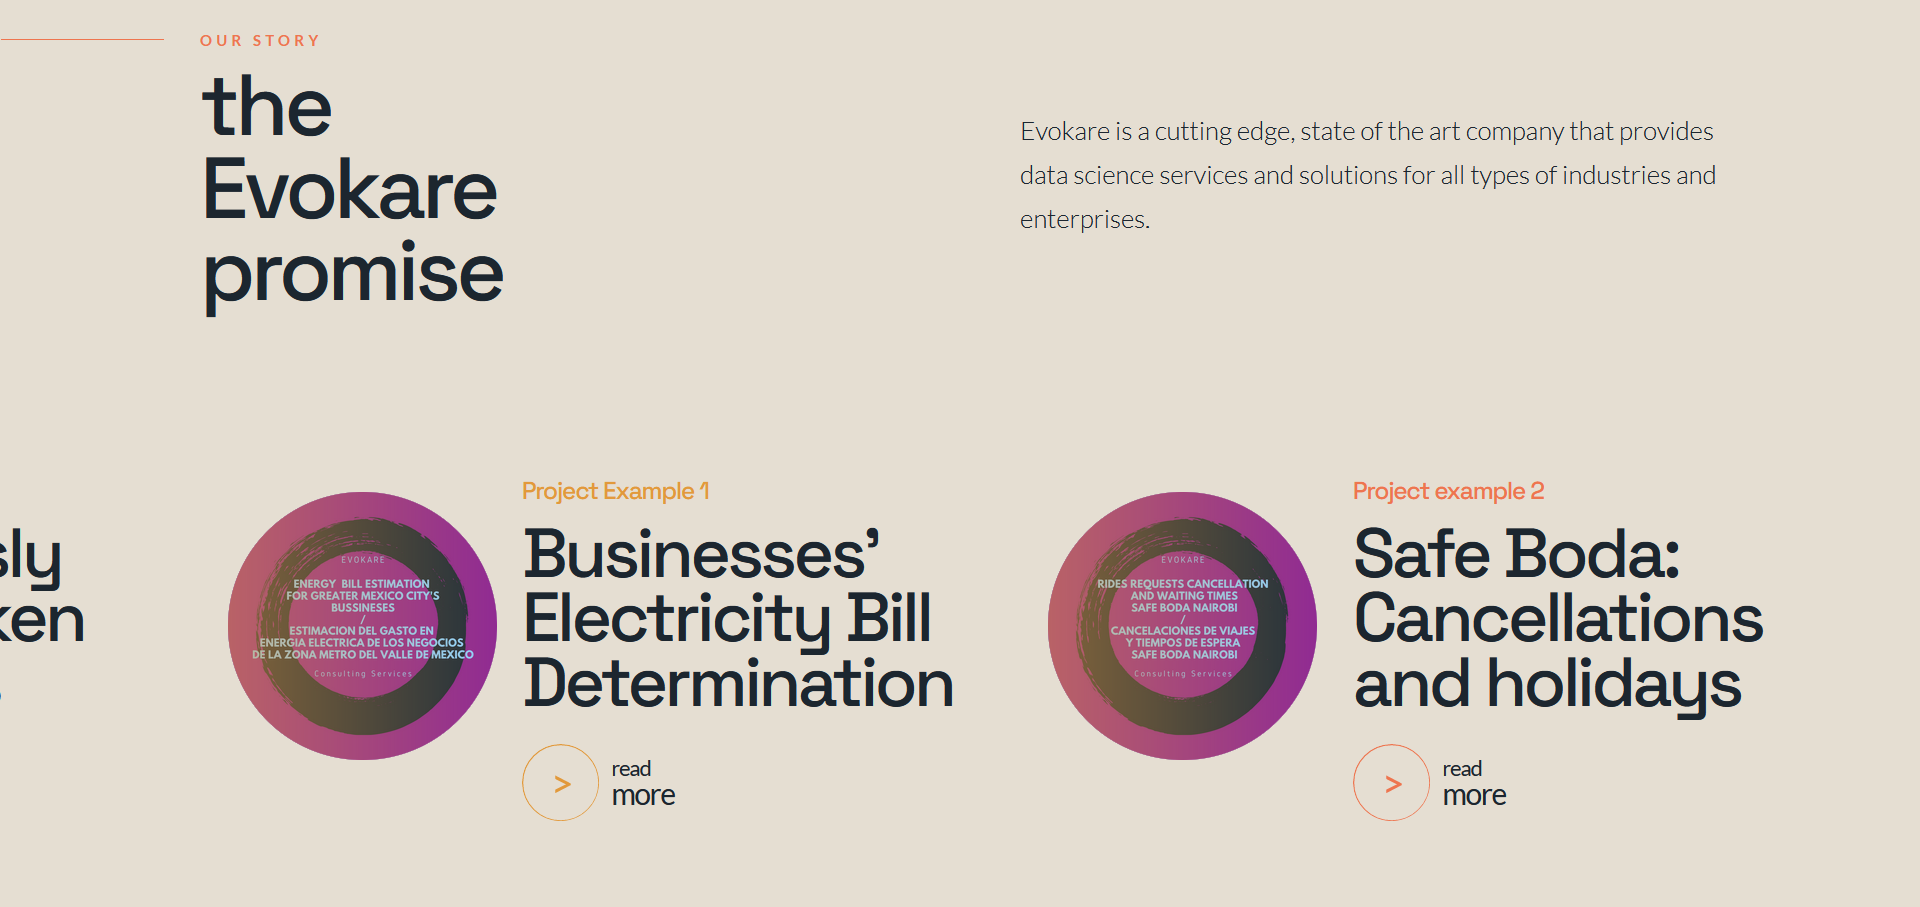 OUR STORY
the
Evokare
promise
Evokare is a cutting edge, state of the art company that provides
data science services and solutions for all types of industries and
enterprises.
sly
ken
EVOKARE
ENERGY BILL ESTIMATION
FOR GREATER MEXICO CITY'S
BUSSINESES
/
ESTIMACION DEL GASTO EN
ENERGIA ELECTRICA DE LOS NEGOCIOS
DE LA ZONA METRO DEL VALLE DE MEXICO
Consulting Services
Project Example 1
Businesses’
Electricity Bill
Determination
>
read
more
EVOKARE
RIDES REQUESTS CANCELLATION
AND WAITING TIMES
SAFE BODA NAIROBI
/
CANCELACIONES DE VIAJES
Y TIEMPOS DE ESPERA
SAFE BODA NAIROBI
Consulting Services
Project example 2
Safe Boda:
Cancellations
and holidays
>
read
more